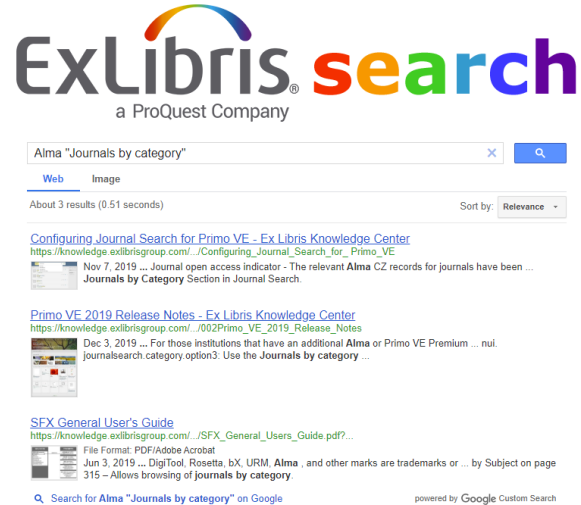 ExLibris® search
a ProQuest Company
Alma "Journals by category"
Web Image
About 3 results (0.51 seconds) Sort by: Relevance
Configuring Journal Search for Primo VE - Ex Libris Knowledge Center
https://knowledge.exlibrisgroup.com/.../Configuring_Journal_Search_for_ Primo_VE
Nov 7, 2019 ... Journal open access indicator - The relevant Alma CZ records for journals have been ...
Journals by Category Section in Journal Search.
Primo VE 2019 Release Notes - Ex Libris Knowledge Center
https://knowledge.exlibrisgroup.com/.../002Primo_VE_2019_Release_Notes
Dec 3, 2019 ... For those institutions that have an additional Alma or Primo VE Premium ... nui.
journalsearch.category.option3: Use the Journals by category ...
SFX General User's Guide
https://knowledge.exlibrisgroup.com/.../SFX_General_Users_Guide.pdf?...
File Format: PDF/Adobe Acrobat
Jun 3, 2019 ... DigiTool, Rosetta, bX, URM, Alma , and other marks are trademarks or ... by Subject on page
315 – Allows browsing of journals by category.
Search for Alma "Journals by category" on Google powered by Google Custom Search